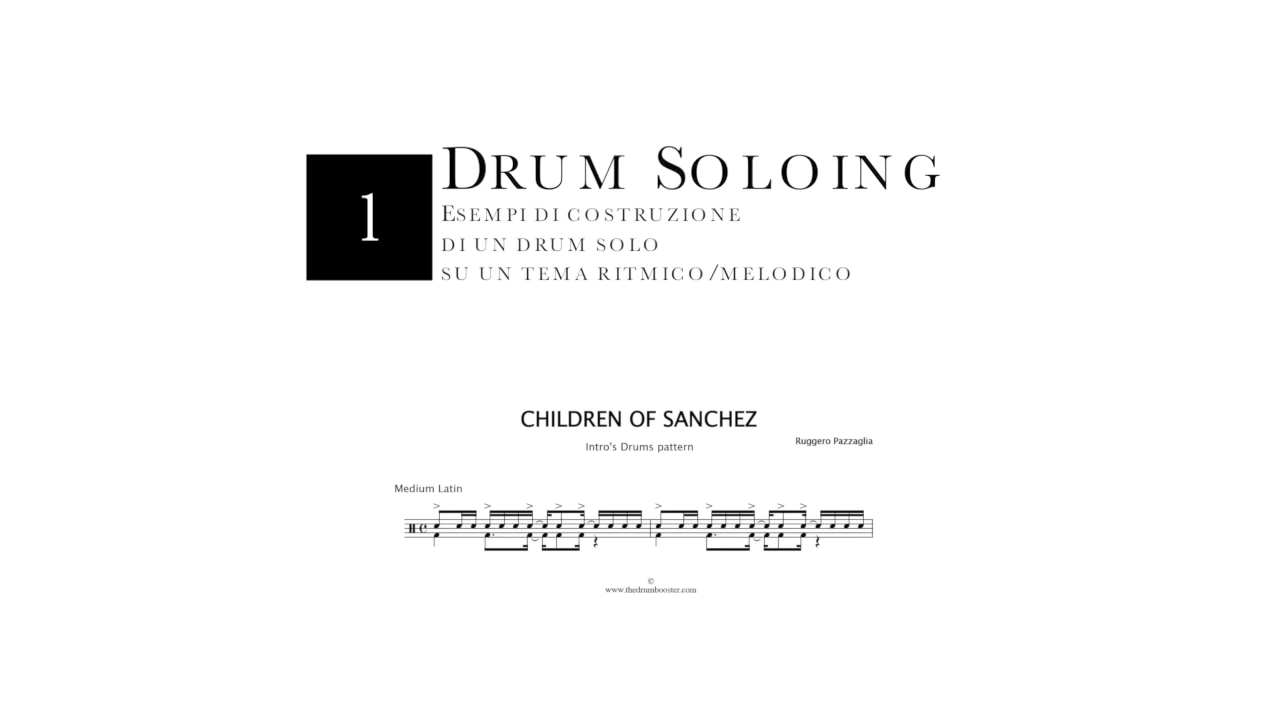 1
DRUM SOLOING
ESEMPI DI COSTRUZIONE
DI UN DRUM SOLO
SU UN TEMA RITMICO/MELODICO
CHILDREN OF SANCHEZ
Intro's Drums pattern
Ruggero Pazzaglia
Medium Latin
©
www.thedrumbooster.com